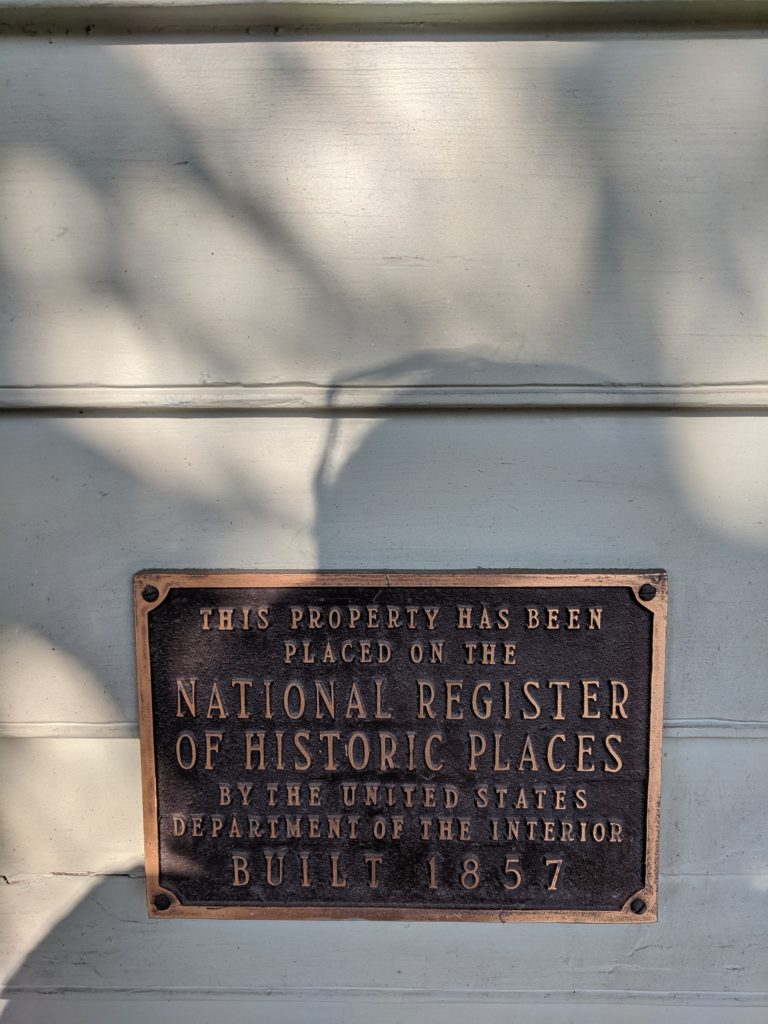 THIS PROPERTY HAS BEEN
PLACED ON THE
NATIONAL REGISTER
OF HISTORIC PLACES
BY THE UNITED STATES
DEPARTMENT OF THE INTERIOR
BUILT 1857